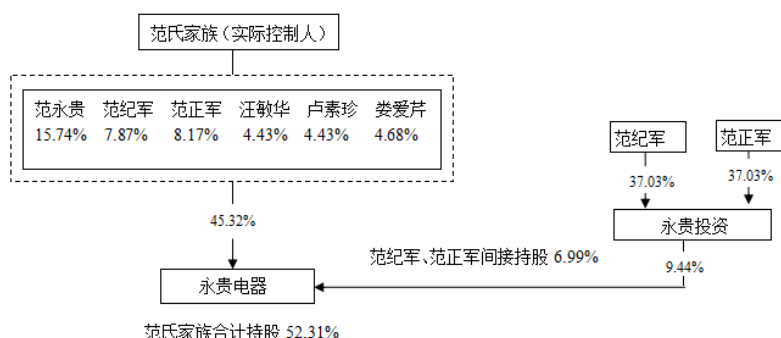 范氏家族（实际控制人）
范永贵 范纪军 范正军 汪敏华 卢素珍 娄爱芹
15.74% 7.87% 8.17% 4.43% 4.43% 4.68%
范纪军 范正军
37.03% 37.03%
45.32%
永贵投资
范纪军、范正军间接持股 6.99%
9.44%
永贵电器
范氏家族合计持股 52.31%